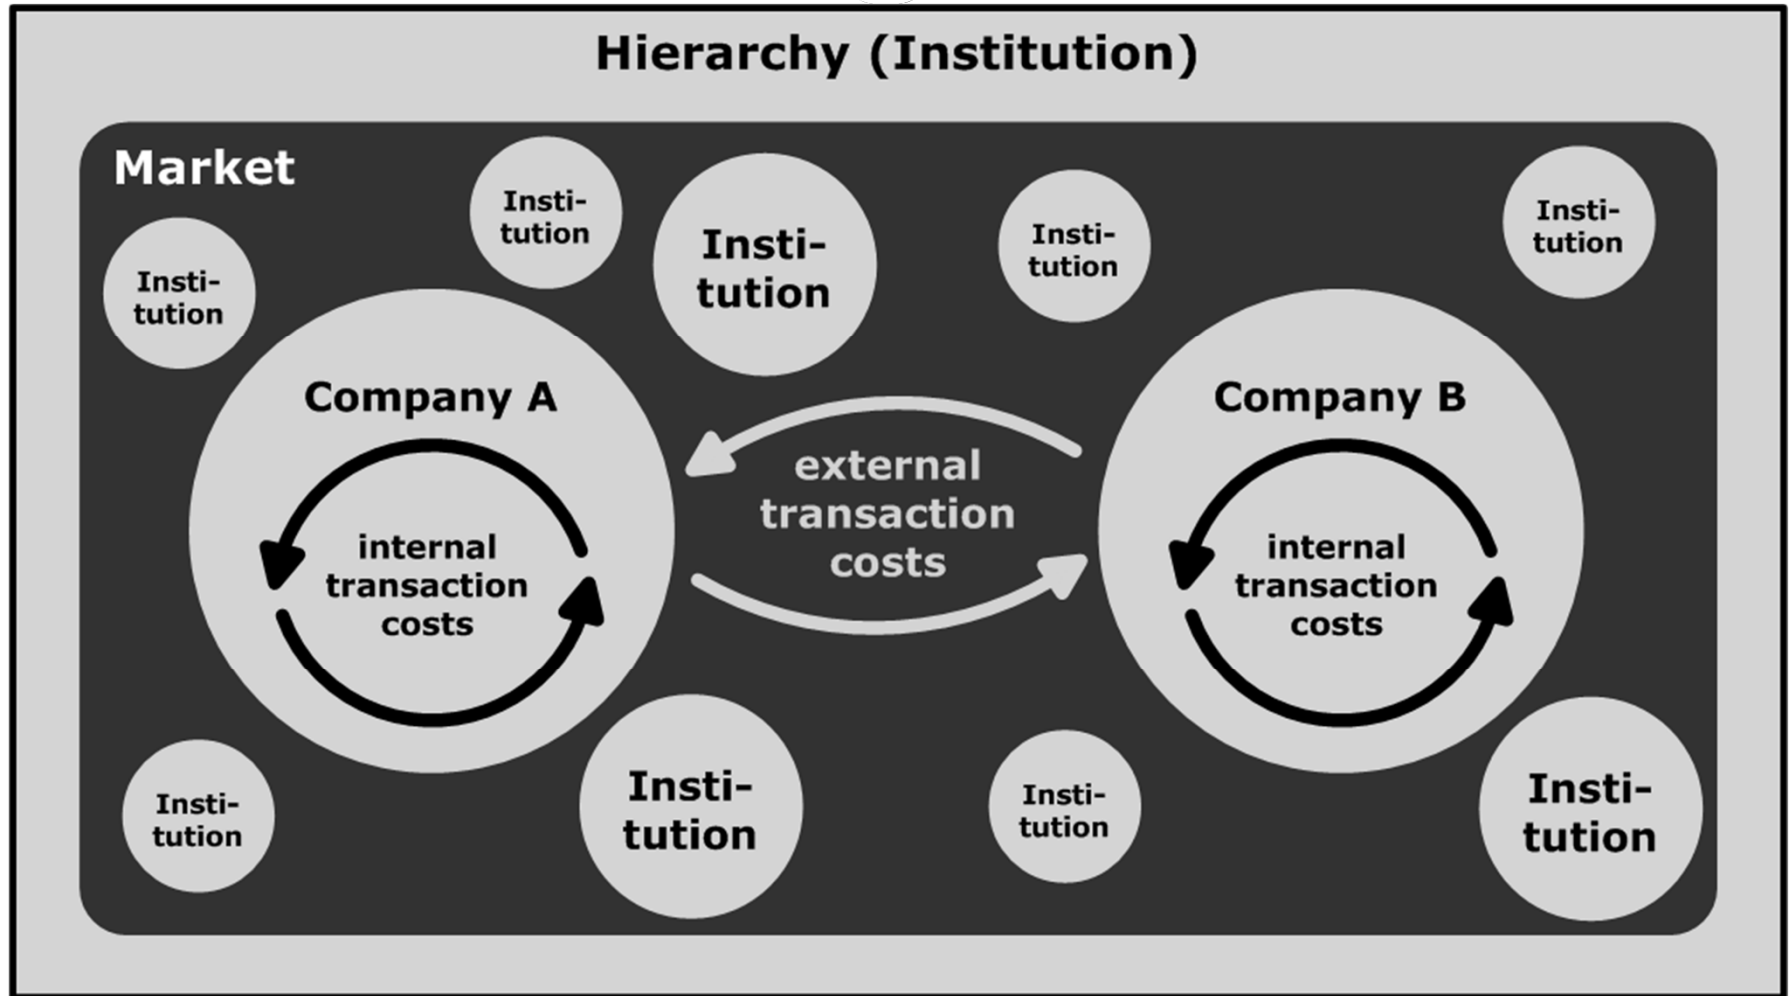 Hierarchy (Institution)
Market
Insti-
tution
Insti-
tution
Insti-
tution
Insti-
tution
Insti-
tution
Company A
internal
transaction
costs
external
transaction
costs
Company B
internal
transaction
costs
Insti-
tution
Insti-
tution
Insti-
tution
Insti-
tution